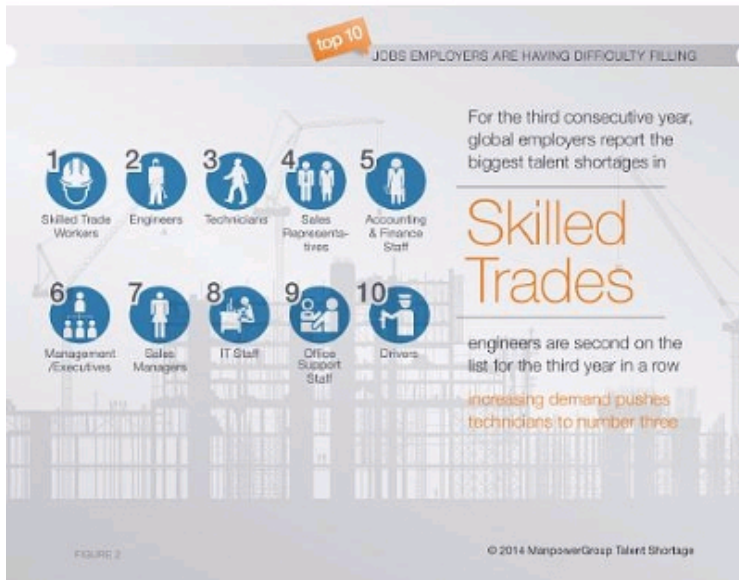 top 10
JOBS EMPLOYERS ARE HAVING DIFFICULTY FILLING
1
Skilled Trade
Workers
2
Engineers
3
Technicians
4
Sales
Representa-
tives
5
Accounting
& Finance
Staff
6
Management
/Executives
7
Sales
Managers
8
IT Staff
9
Office
Support
Staff
10
Drivers
For the third consecutive year,
global employers report the
biggest talent shortages in
Skilled
Trades
engineers are second on the
list for the third year in a row
increasing demand pushes
technicians to number three
FIGURE 2
© 2014 ManpowerGroup Talent Shortage